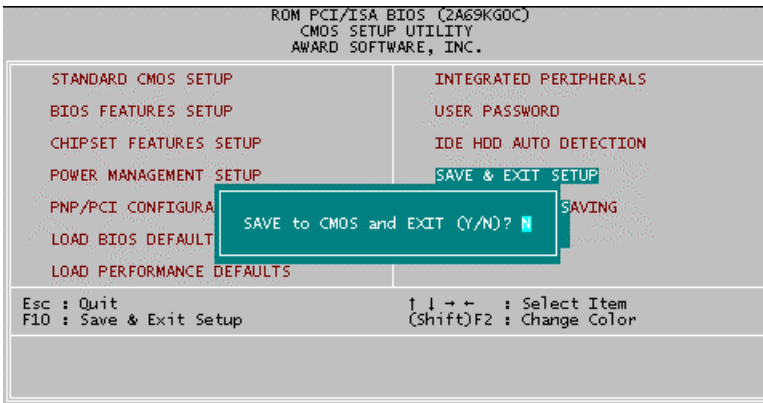 ROM PCI/ISA BIOS (2A69KGOC)
CMOS SETUP UTILITY
AWARD SOFTWARE, INC.
STANDARD CMOS SETUP
BIOS FEATURES SETUP
CHIPSET FEATURES SETUP
POWER MANAGEMENT SETUP
PNP/PCI CONFIGURA
LOAD BIOS DEFAULT
LOAD PERFORMANCE DEFAULTS
INTEGRATED PERIPHERALS
USER PASSWORD
IDE HDD AUTO DETECTION
SAVE & EXIT SETUP
SAVING
SAVE to CMOS and EXIT (Y/N)? N
Esc : Quit
F10 : Save & Exit Setup
↑ ↓ → ← : Select Item
(Shift)F2 : Change Color